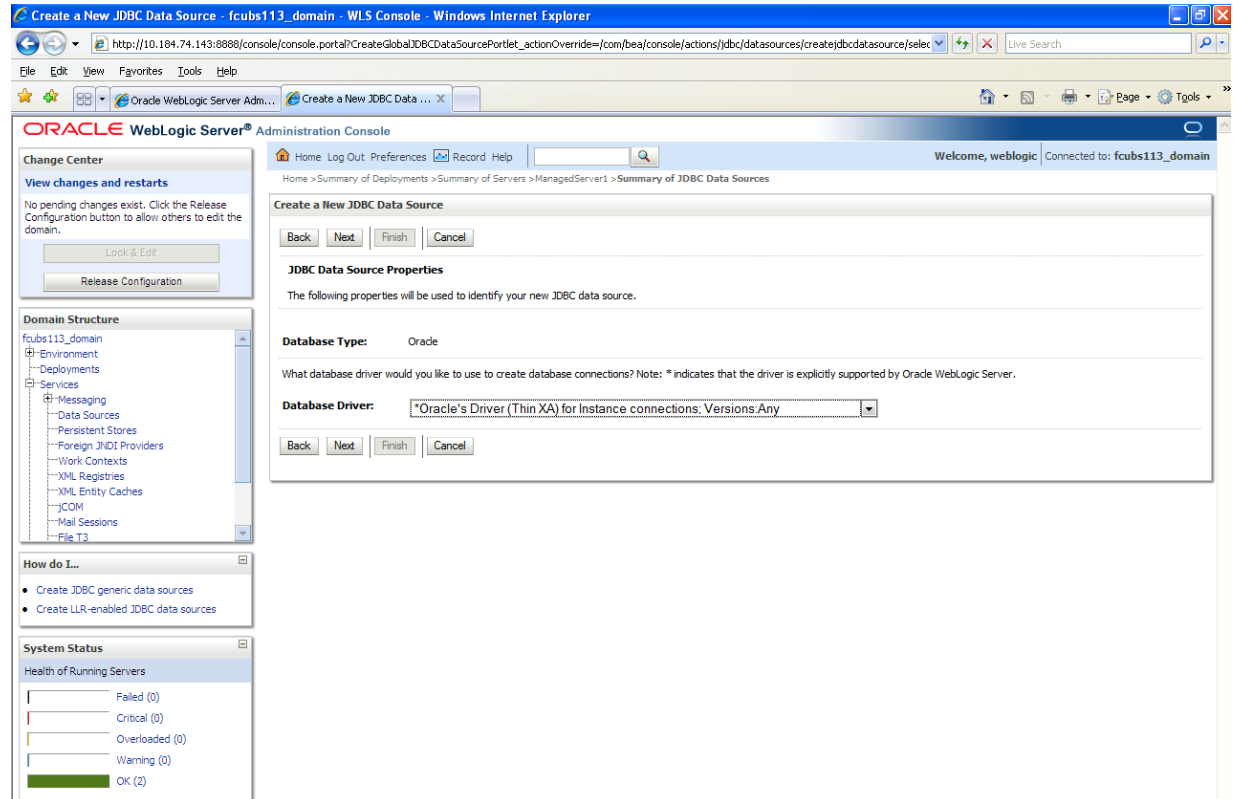 Create a New JDBC Data Source - fcubs113_domain - WLS Console - Windows Internet Explorer
http://10.184.74.143:8888/console/console.portal?CreateGlobalJDBCDataSourcePortlet_actionOverride=/com/bea/console/actions/jdbc/datasources/createjdbcdatasource/selec
Live Search
File Edit View Favorites Tools Help
Oracle WebLogic Server Adm...
Create a New JDBC Data ... X
Page Tools »
ORACLE WebLogic Server® Administration Console
Change Center
View changes and restarts
No pending changes exist. Click the Release
Configuration button to allow others to edit the
domain.
Lock & Edit
Release Configuration
Domain Structure
fcubs113_domain
Environment
Deployments
Services
Messaging
Data Sources
Persistent Stores
Foreign JNDI Providers
Work Contexts
XML Registries
XML Entity Caches
jCOM
Mail Sessions
File T3
How do I...
Create JDBC generic data sources
Create LLR-enabled JDBC data sources
System Status
Health of Running Servers
Failed (0)
Critical (0)
Overloaded (0)
Warning (0)
OK (2)
Home Log Out Preferences Record Help
Welcome, weblogic Connected to: fcubs113_domain
Home >Summary of Deployments >Summary of Servers >ManagedServer1 >Summary of JDBC Data Sources
Create a New JDBC Data Source
Back Next Finish Cancel
JDBC Data Source Properties
The following properties will be used to identify your new JDBC data source.
Database Type: Oracle
What database driver would you like to use to create database connections? Note: * indicates that the driver is explicitly supported by Oracle WebLogic Server.
Database Driver: *Oracle's Driver (Thin XA) for Instance connections; Versions:Any
Back Next Finish Cancel